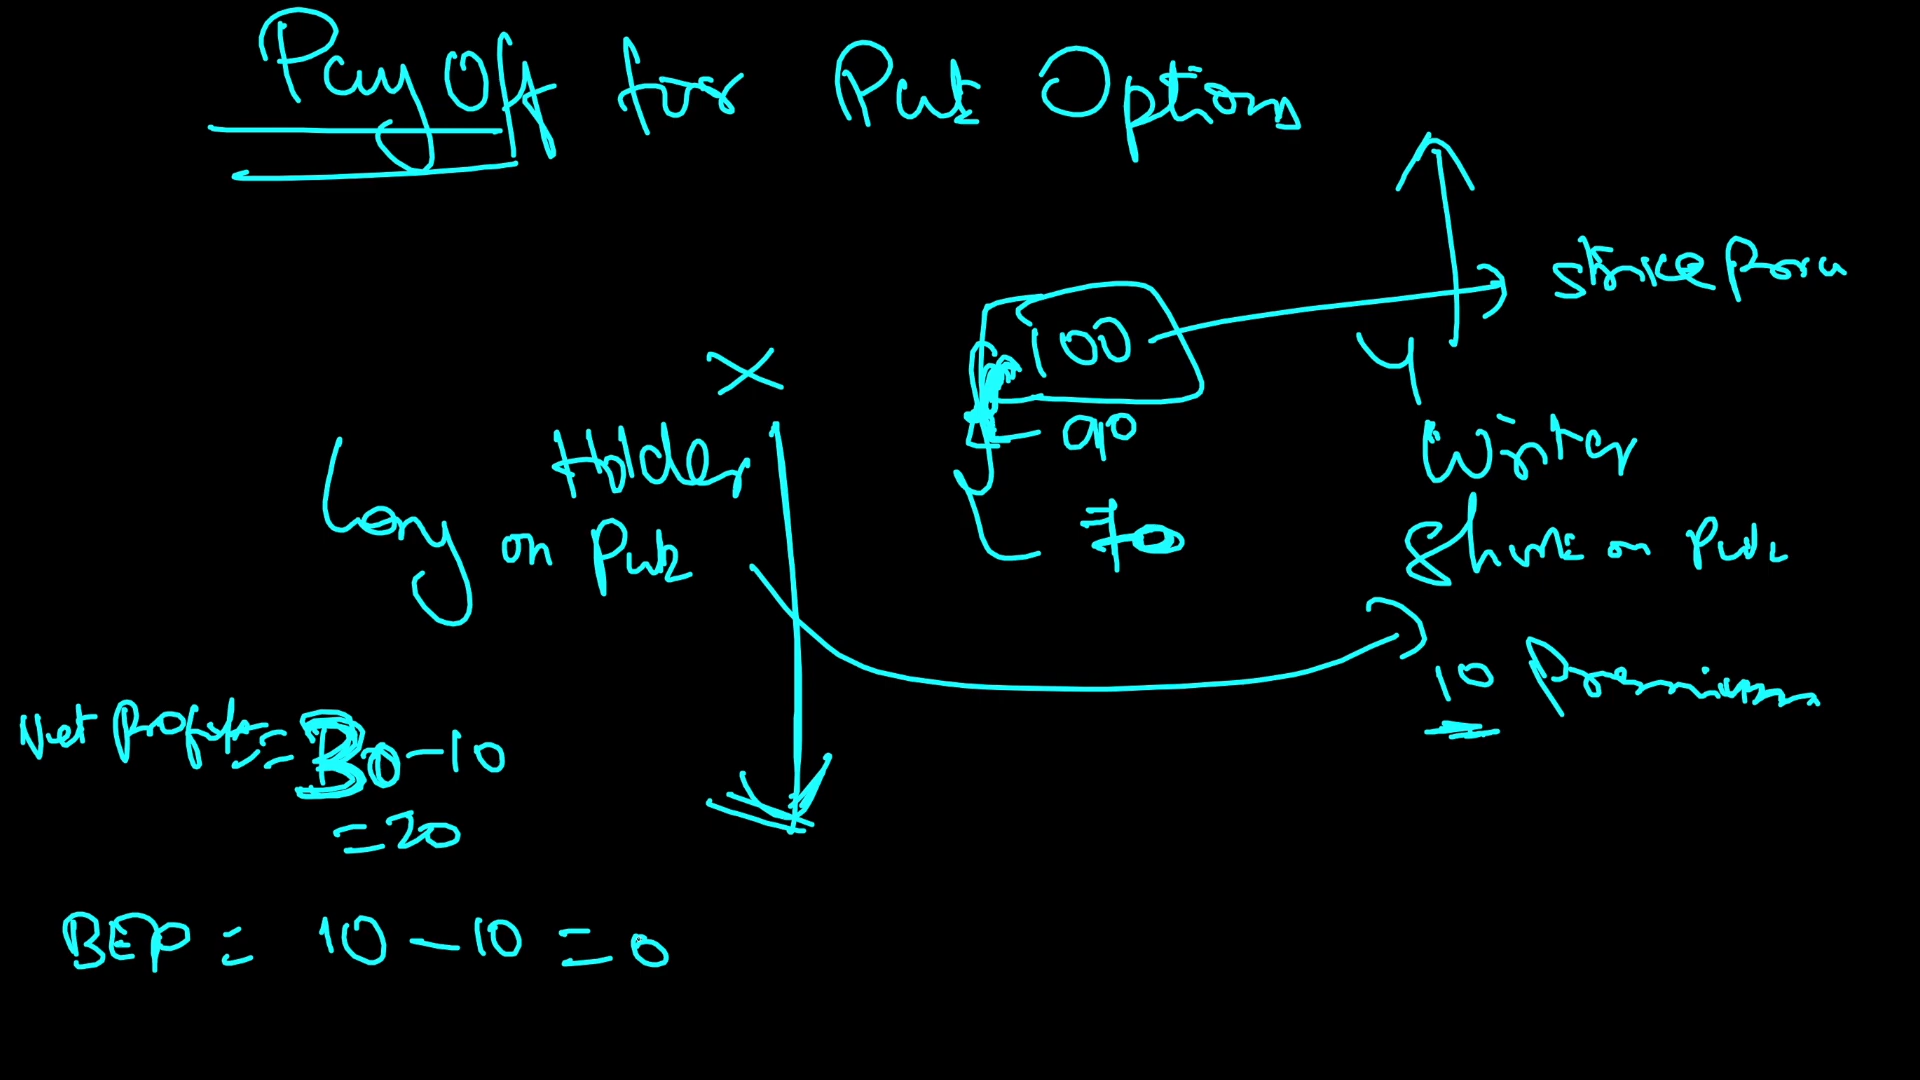 Pay Off for Put Options
strike price
100
X
Y
90
Holder
Writer
Long on Put
70
Short on Put
10 Premium
Net profit = 30 - 10
= 20
BEP = 10 - 10 = 0